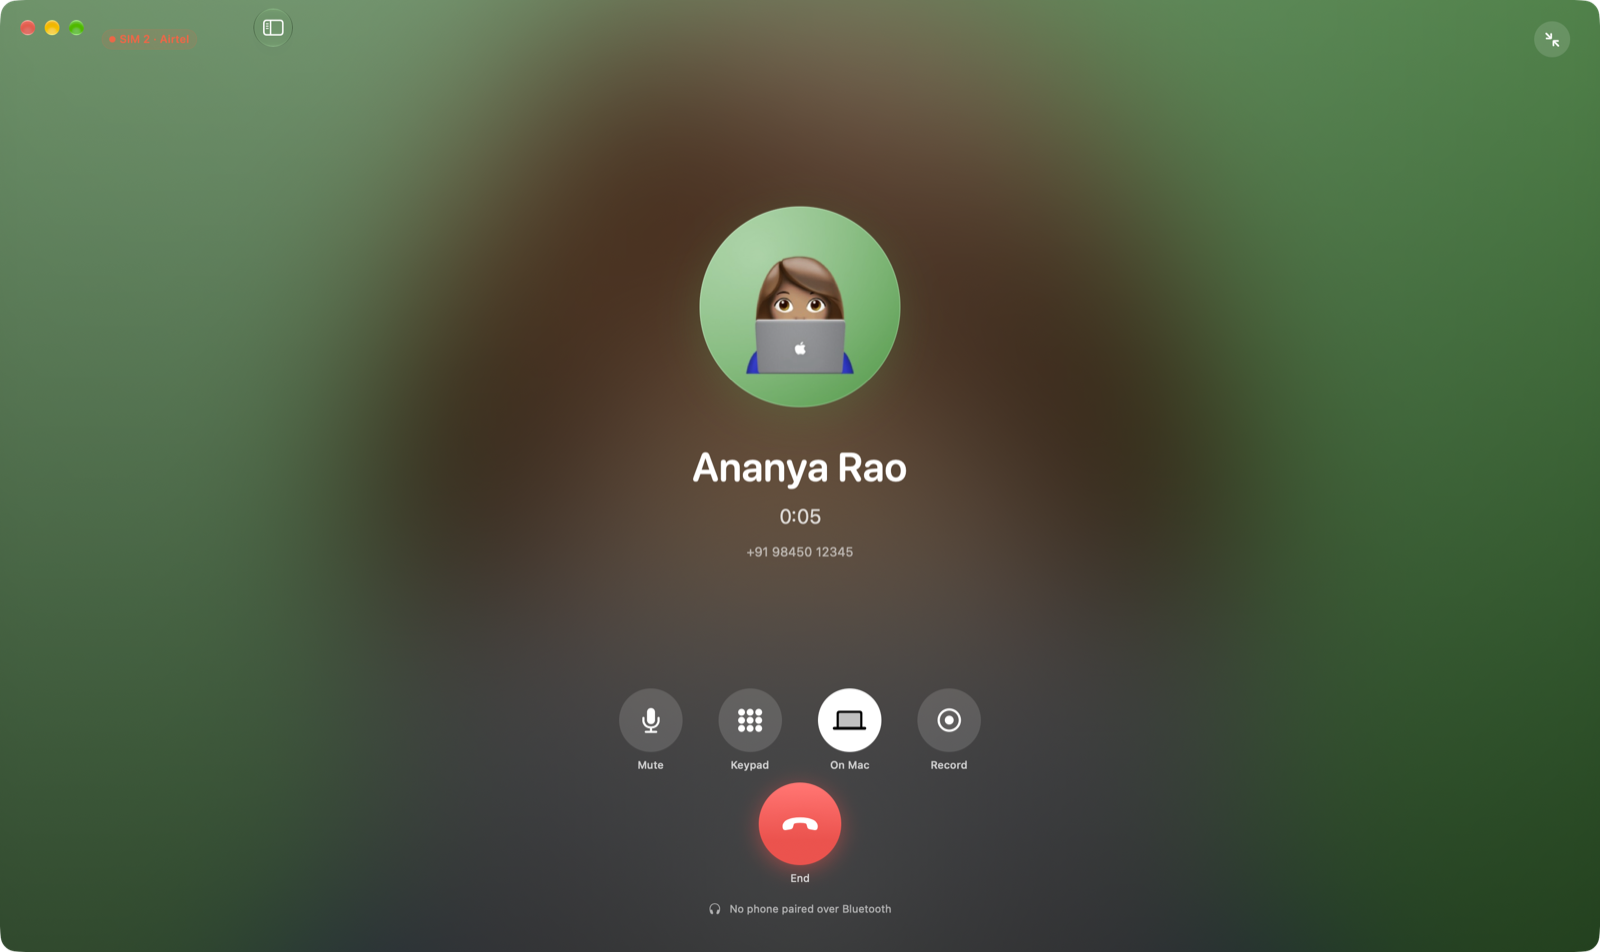 SIM 2 · Airtel
Ananya Rao
0:05
+91 98450 12345
Mute
Keypad
On Mac
Record
End
No phone paired over Bluetooth